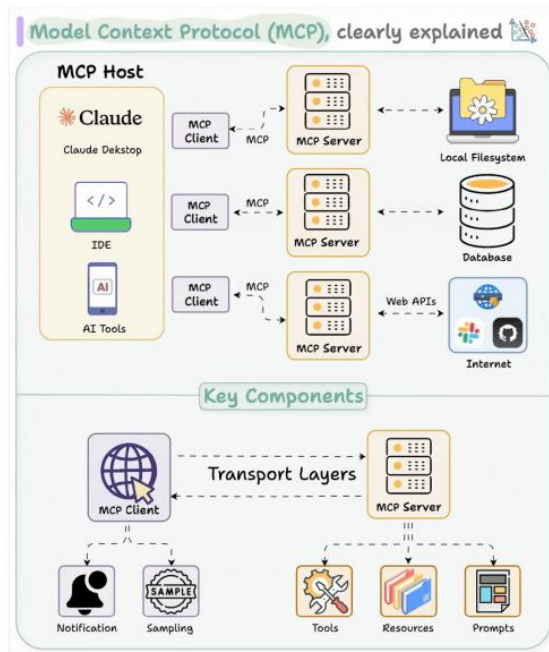 Model Context Protocol (MCP), clearly explained
MCP Host
Claude
Claude Dekstop
</>
IDE
AI
AI Tools
MCP Client
MCP
MCP Server
Local Filesystem
MCP Client
MCP
MCP Server
Database
MCP Client
MCP
MCP Server
Web APIs
Internet
Key Components
MCP Client
Transport Layers
MCP Server
Notification
SAMPLE
Sampling
Tools
Resources
Prompts